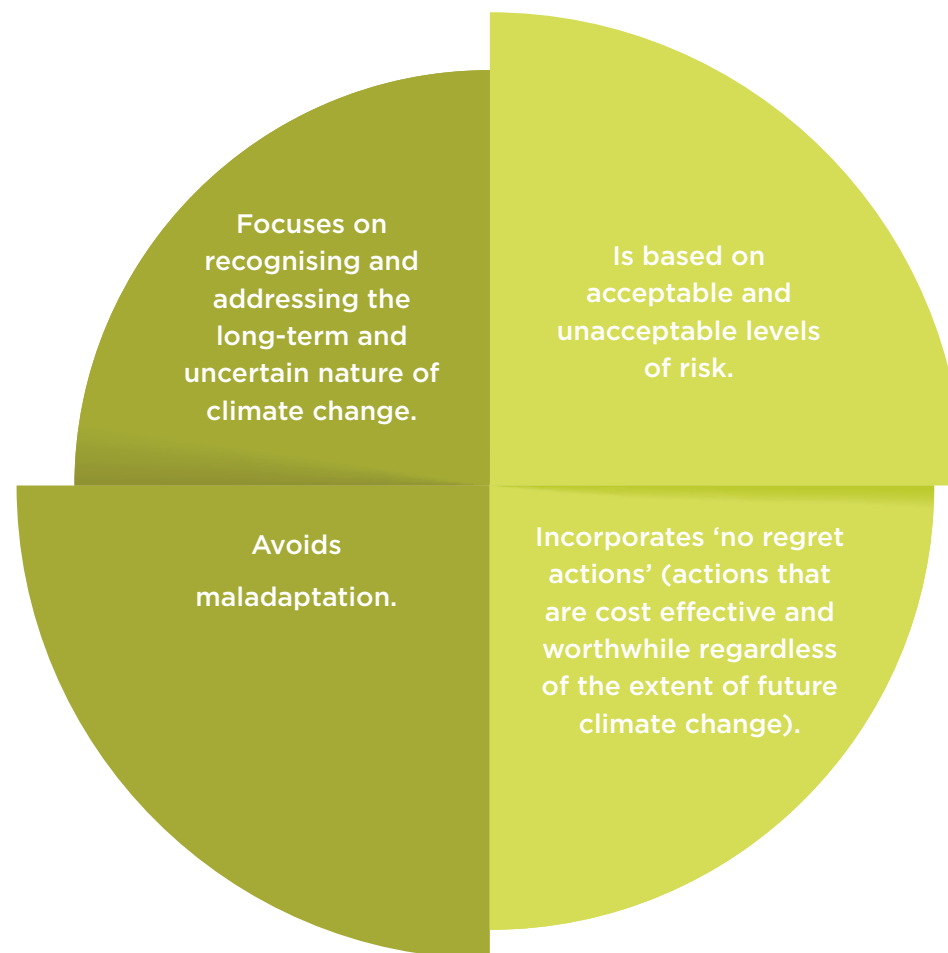 Focuses on
recognising and
addressing the
long-term and
uncertain nature of
climate change.
Is based on
acceptable and
unacceptable levels
of risk.
Avoids
maladaptation.
Incorporates ‘no regret
actions’ (actions that
are cost effective and
worthwhile regardless
of the extent of future
climate change).